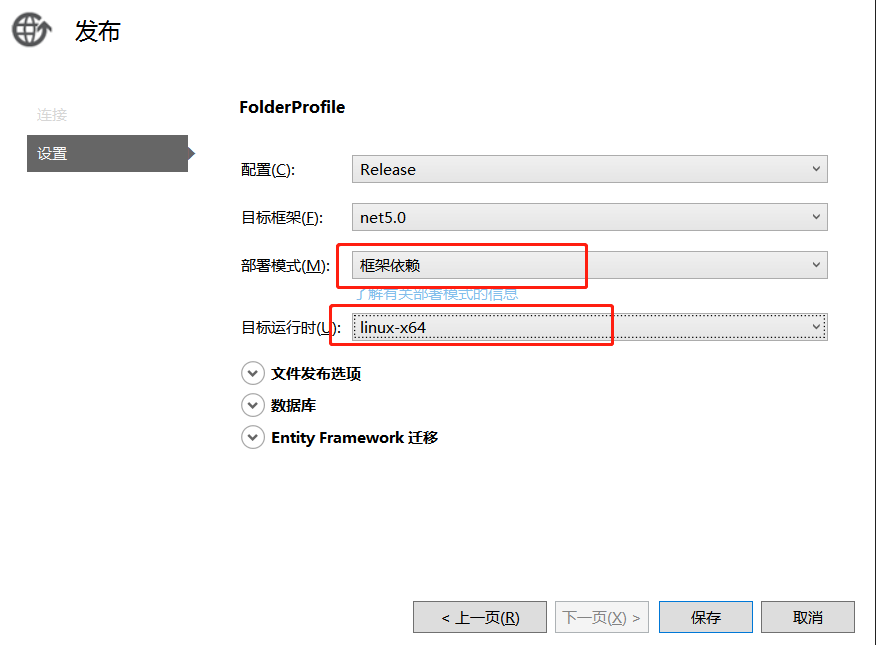 发布
连接
设置
FolderProfile
配置(C): Release
目标框架(F): net5.0
部署模式(M): 框架依赖
了解有关部署模式的信息
目标运行时(U): linux-x64
文件发布选项
数据库
Entity Framework 迁移
< 上一页(R) 下一页(X) > 保存 取消